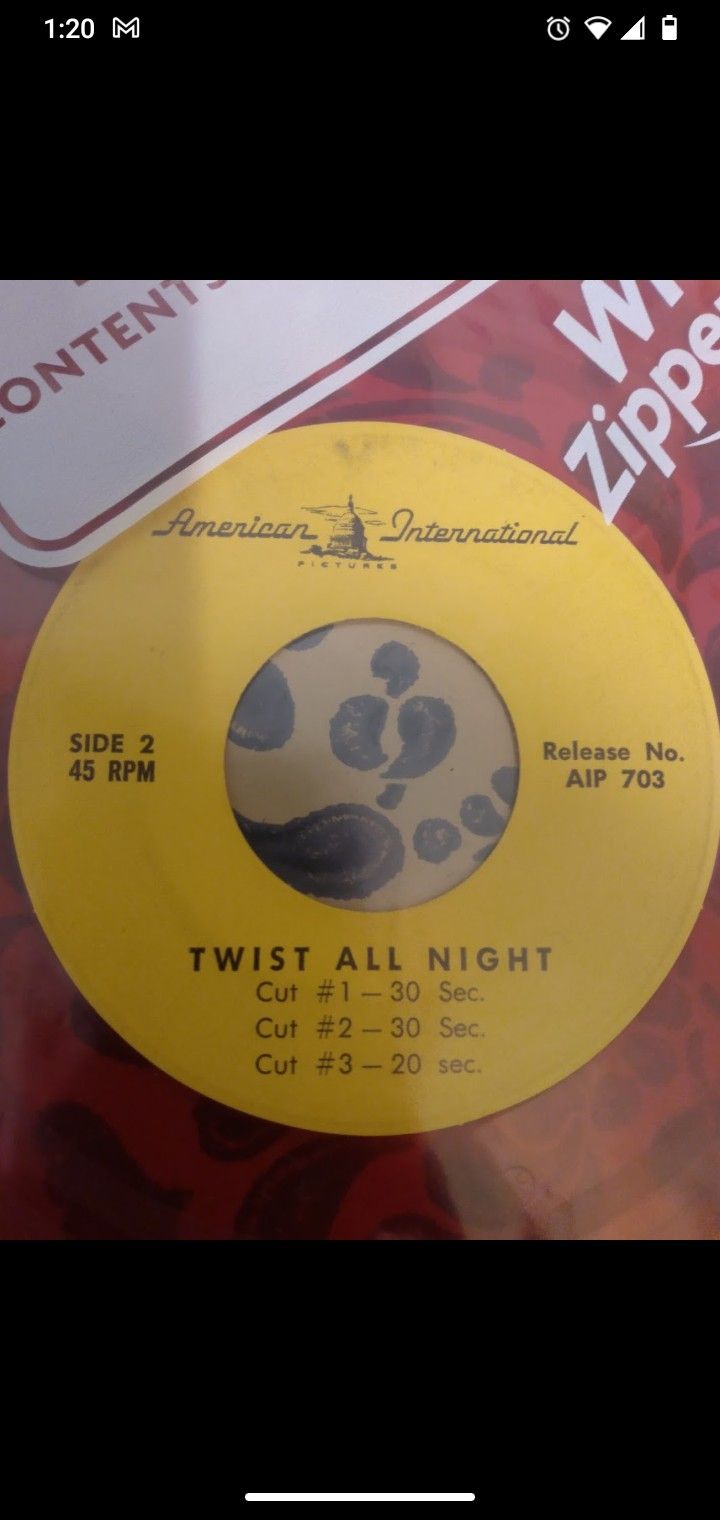 1:20
CONTENTS
Zippe
American International
PICTURES
SIDE 2
45 RPM
Release No.
AIP 703
TWIST ALL NIGHT
Cut #1 — 30 Sec.
Cut #2 — 30 Sec.
Cut #3 — 20 sec.